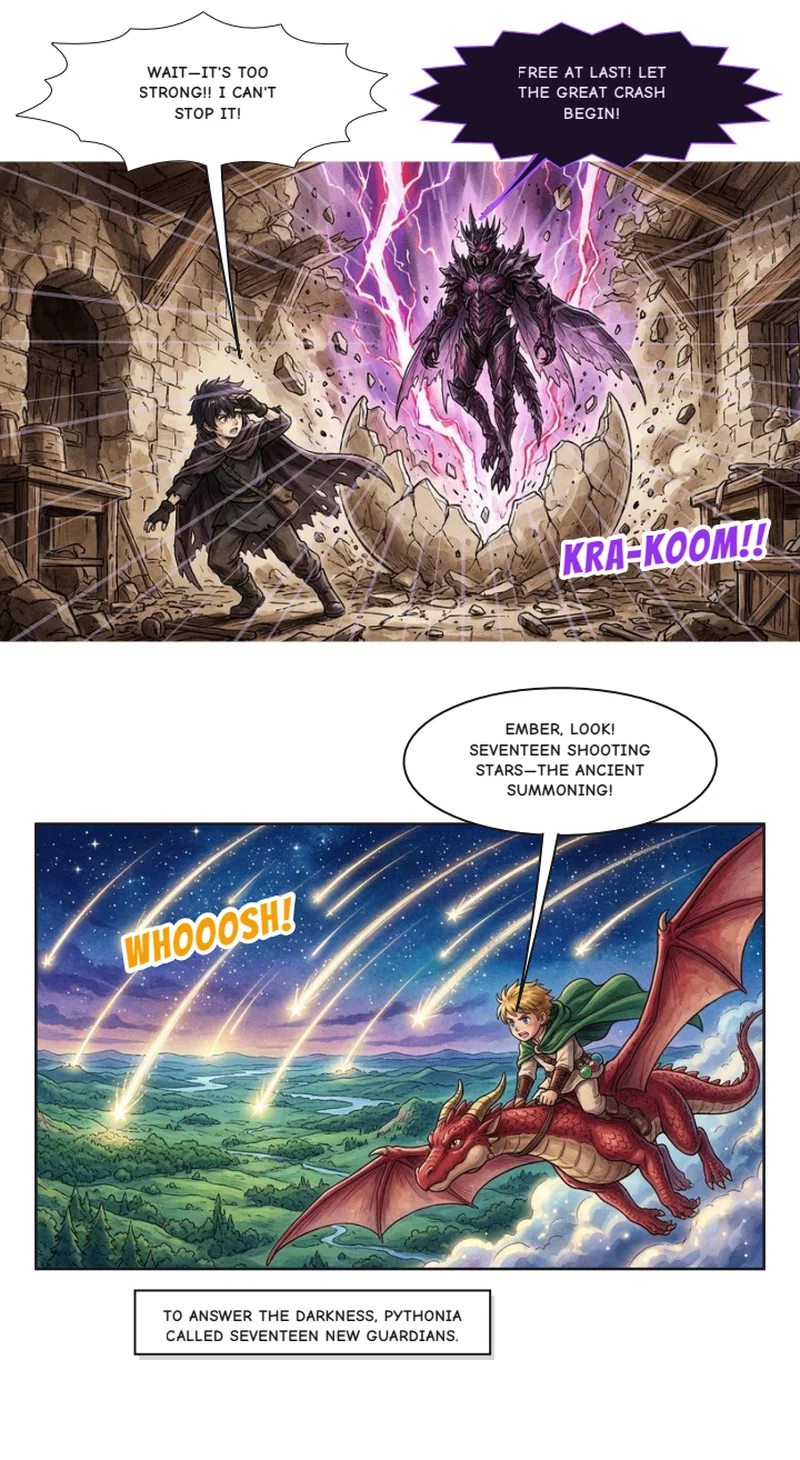 WAIT—IT'S TOO
STRONG!! I CAN'T
STOP IT!
FREE AT LAST! LET
THE GREAT CRASH
BEGIN!
KRA-KOOM!!
EMBER, LOOK!
SEVENTEEN SHOOTING
STARS—THE ANCIENT
SUMMONING!
WHOOOSH!
TO ANSWER THE DARKNESS, PYTHONIA
CALLED SEVENTEEN NEW GUARDIANS.